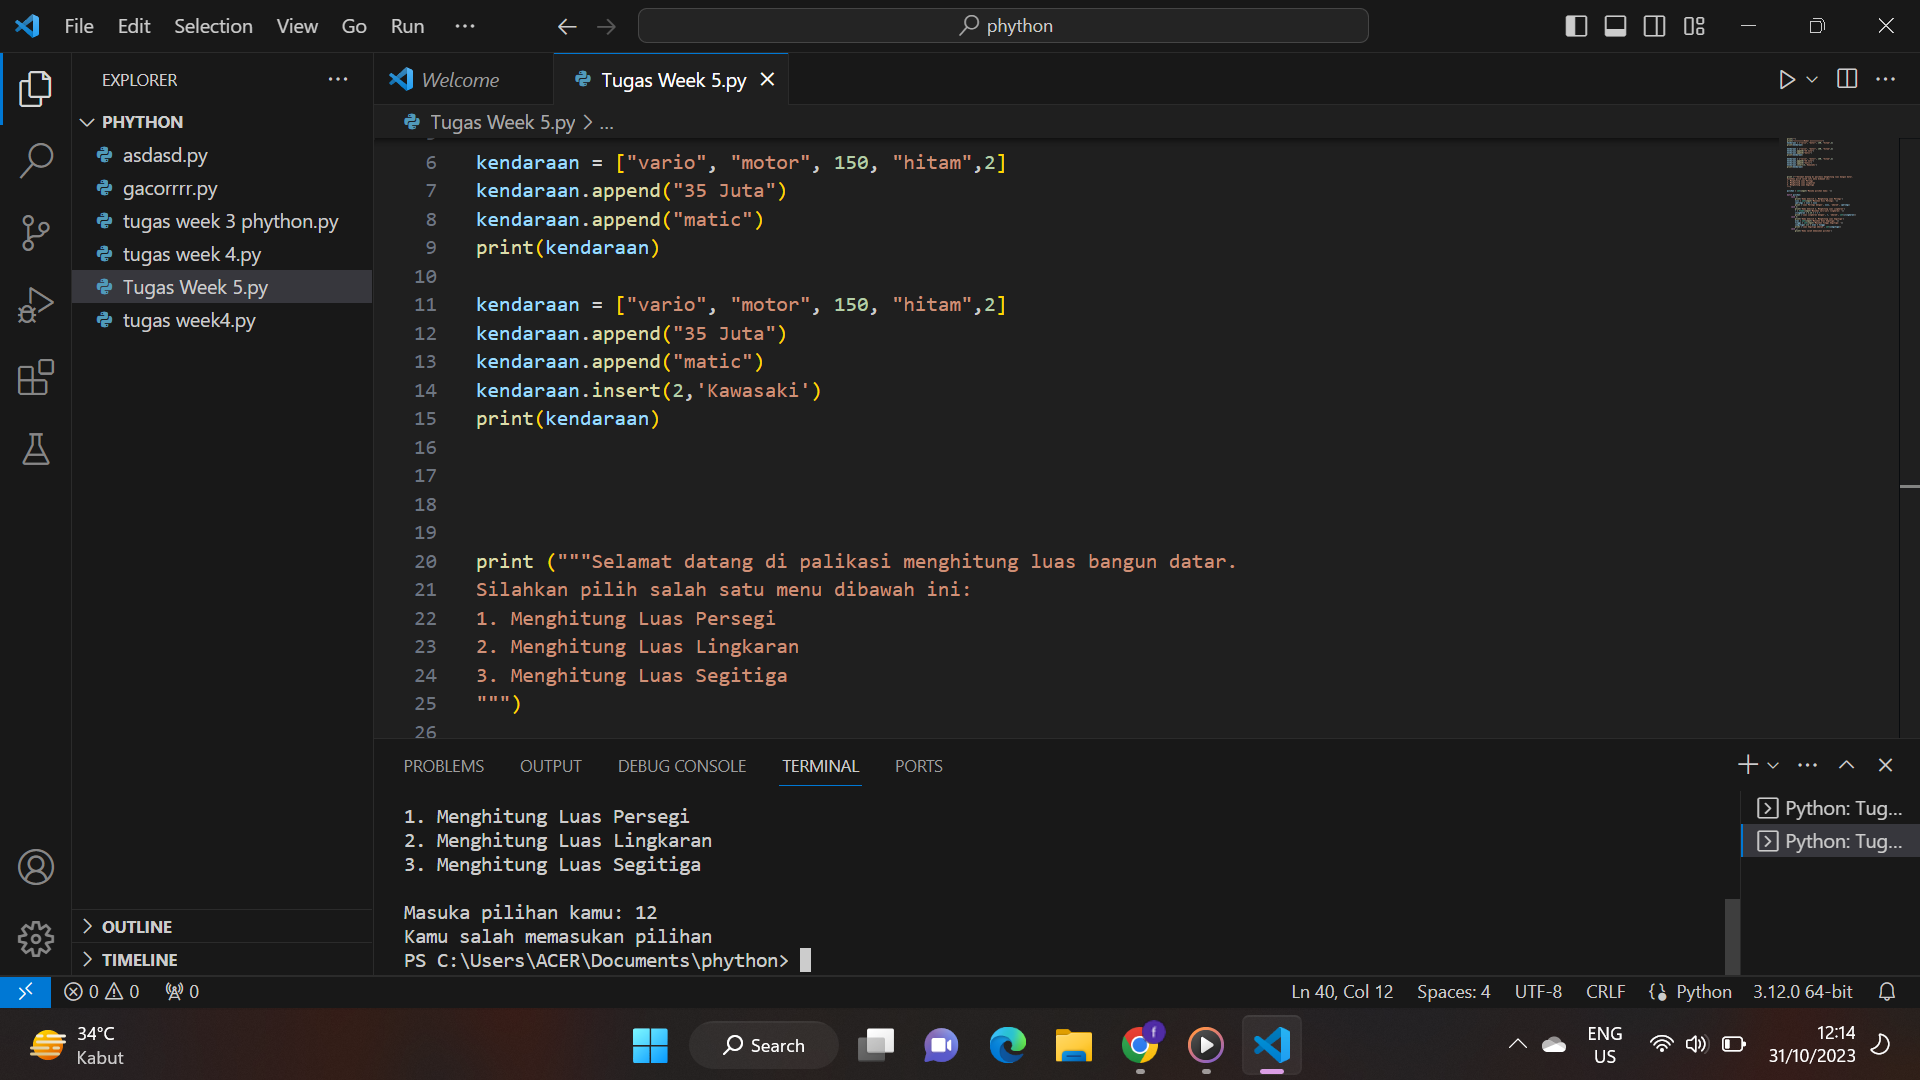 File Edit Selection View Go Run ...
phython
EXPLORER ...
Welcome
Tugas Week 5.py
PHYTHON
Tugas Week 5.py > ...
asdasd.py
gacorrrr.py
tugas week 3 phython.py
tugas week 4.py
Tugas Week 5.py
tugas week4.py
OUTLINE
TIMELINE
6 kendaraan = ["vario", "motor", 150, "hitam",2]
7 kendaraan.append("35 Juta")
8 kendaraan.append("matic")
9 print(kendaraan)
10
11 kendaraan = ["vario", "motor", 150, "hitam",2]
12 kendaraan.append("35 Juta")
13 kendaraan.append("matic")
14 kendaraan.insert(2,'Kawasaki')
15 print(kendaraan)
16
17
18
19
20 print ("""Selamat datang di palikasi menghitung luas bangun datar.
21 Silahkan pilih salah satu menu dibawah ini:
22 1. Menghitung Luas Persegi
23 2. Menghitung Luas Lingkaran
24 3. Menghitung Luas Segitiga
25 """)
26
PROBLEMS OUTPUT DEBUG CONSOLE TERMINAL PORTS
1. Menghitung Luas Persegi
2. Menghitung Luas Lingkaran
3. Menghitung Luas Segitiga
Masuka pilihan kamu: 12
Kamu salah memasukan pilihan
PS C:\Users\ACER\Documents\phython>
Python: Tug...
Python: Tug...
0 0 0
Ln 40, Col 12 Spaces: 4 UTF-8 CRLF Python 3.12.0 64-bit
34°C
Kabut
Search
f
ENG
US
12:14
31/10/2023